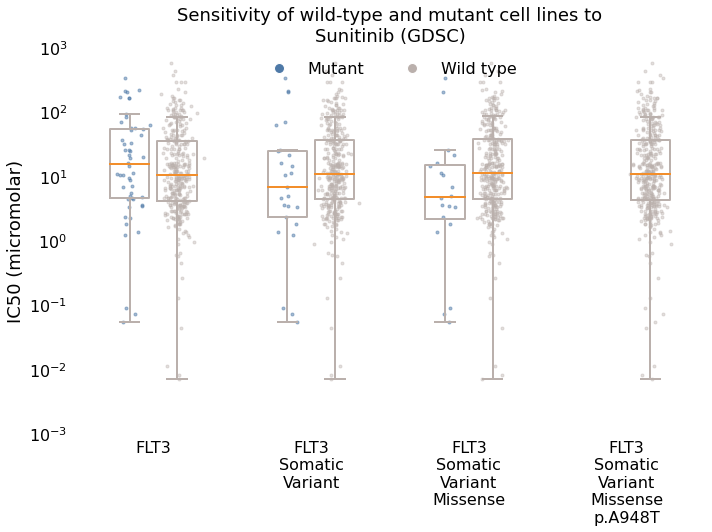 Sensitivity of wild-type and mutant cell lines to
Sunitinib (GDSC)
Mutant
Wild type
IC50 (micromolar)
10³
10²
10¹
10⁰
10⁻¹
10⁻²
10⁻³
FLT3
FLT3
Somatic
Variant
FLT3
Somatic
Variant
Missense
FLT3
Somatic
Variant
Missense
p.A948T